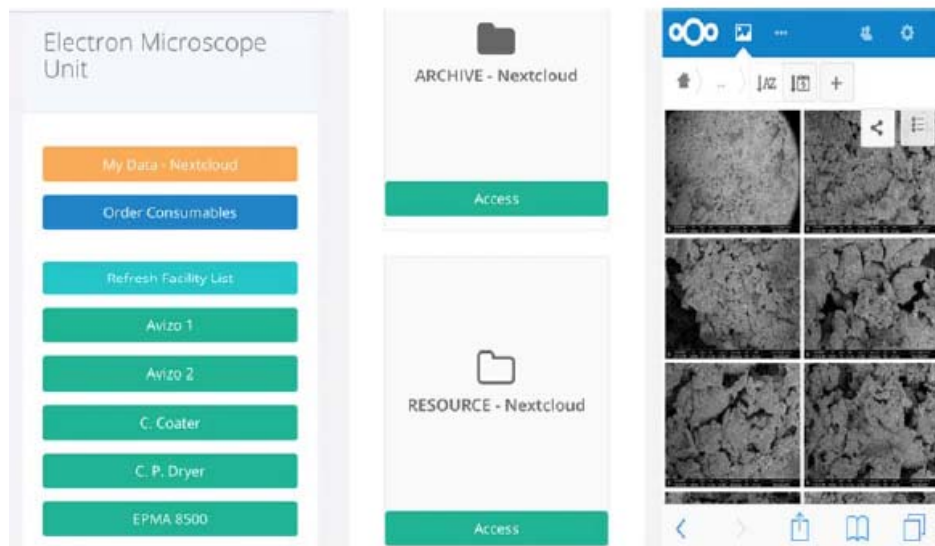 Electron Microscope
Unit
My Data - Nextcloud
Order Consumables
Refresh Facility List
Avizo 1
Avizo 2
C. Coater
C. P. Dryer
EPMA 8500
ARCHIVE - Nextcloud
Access
RESOURCE - Nextcloud
Access
...
..
AZ
+